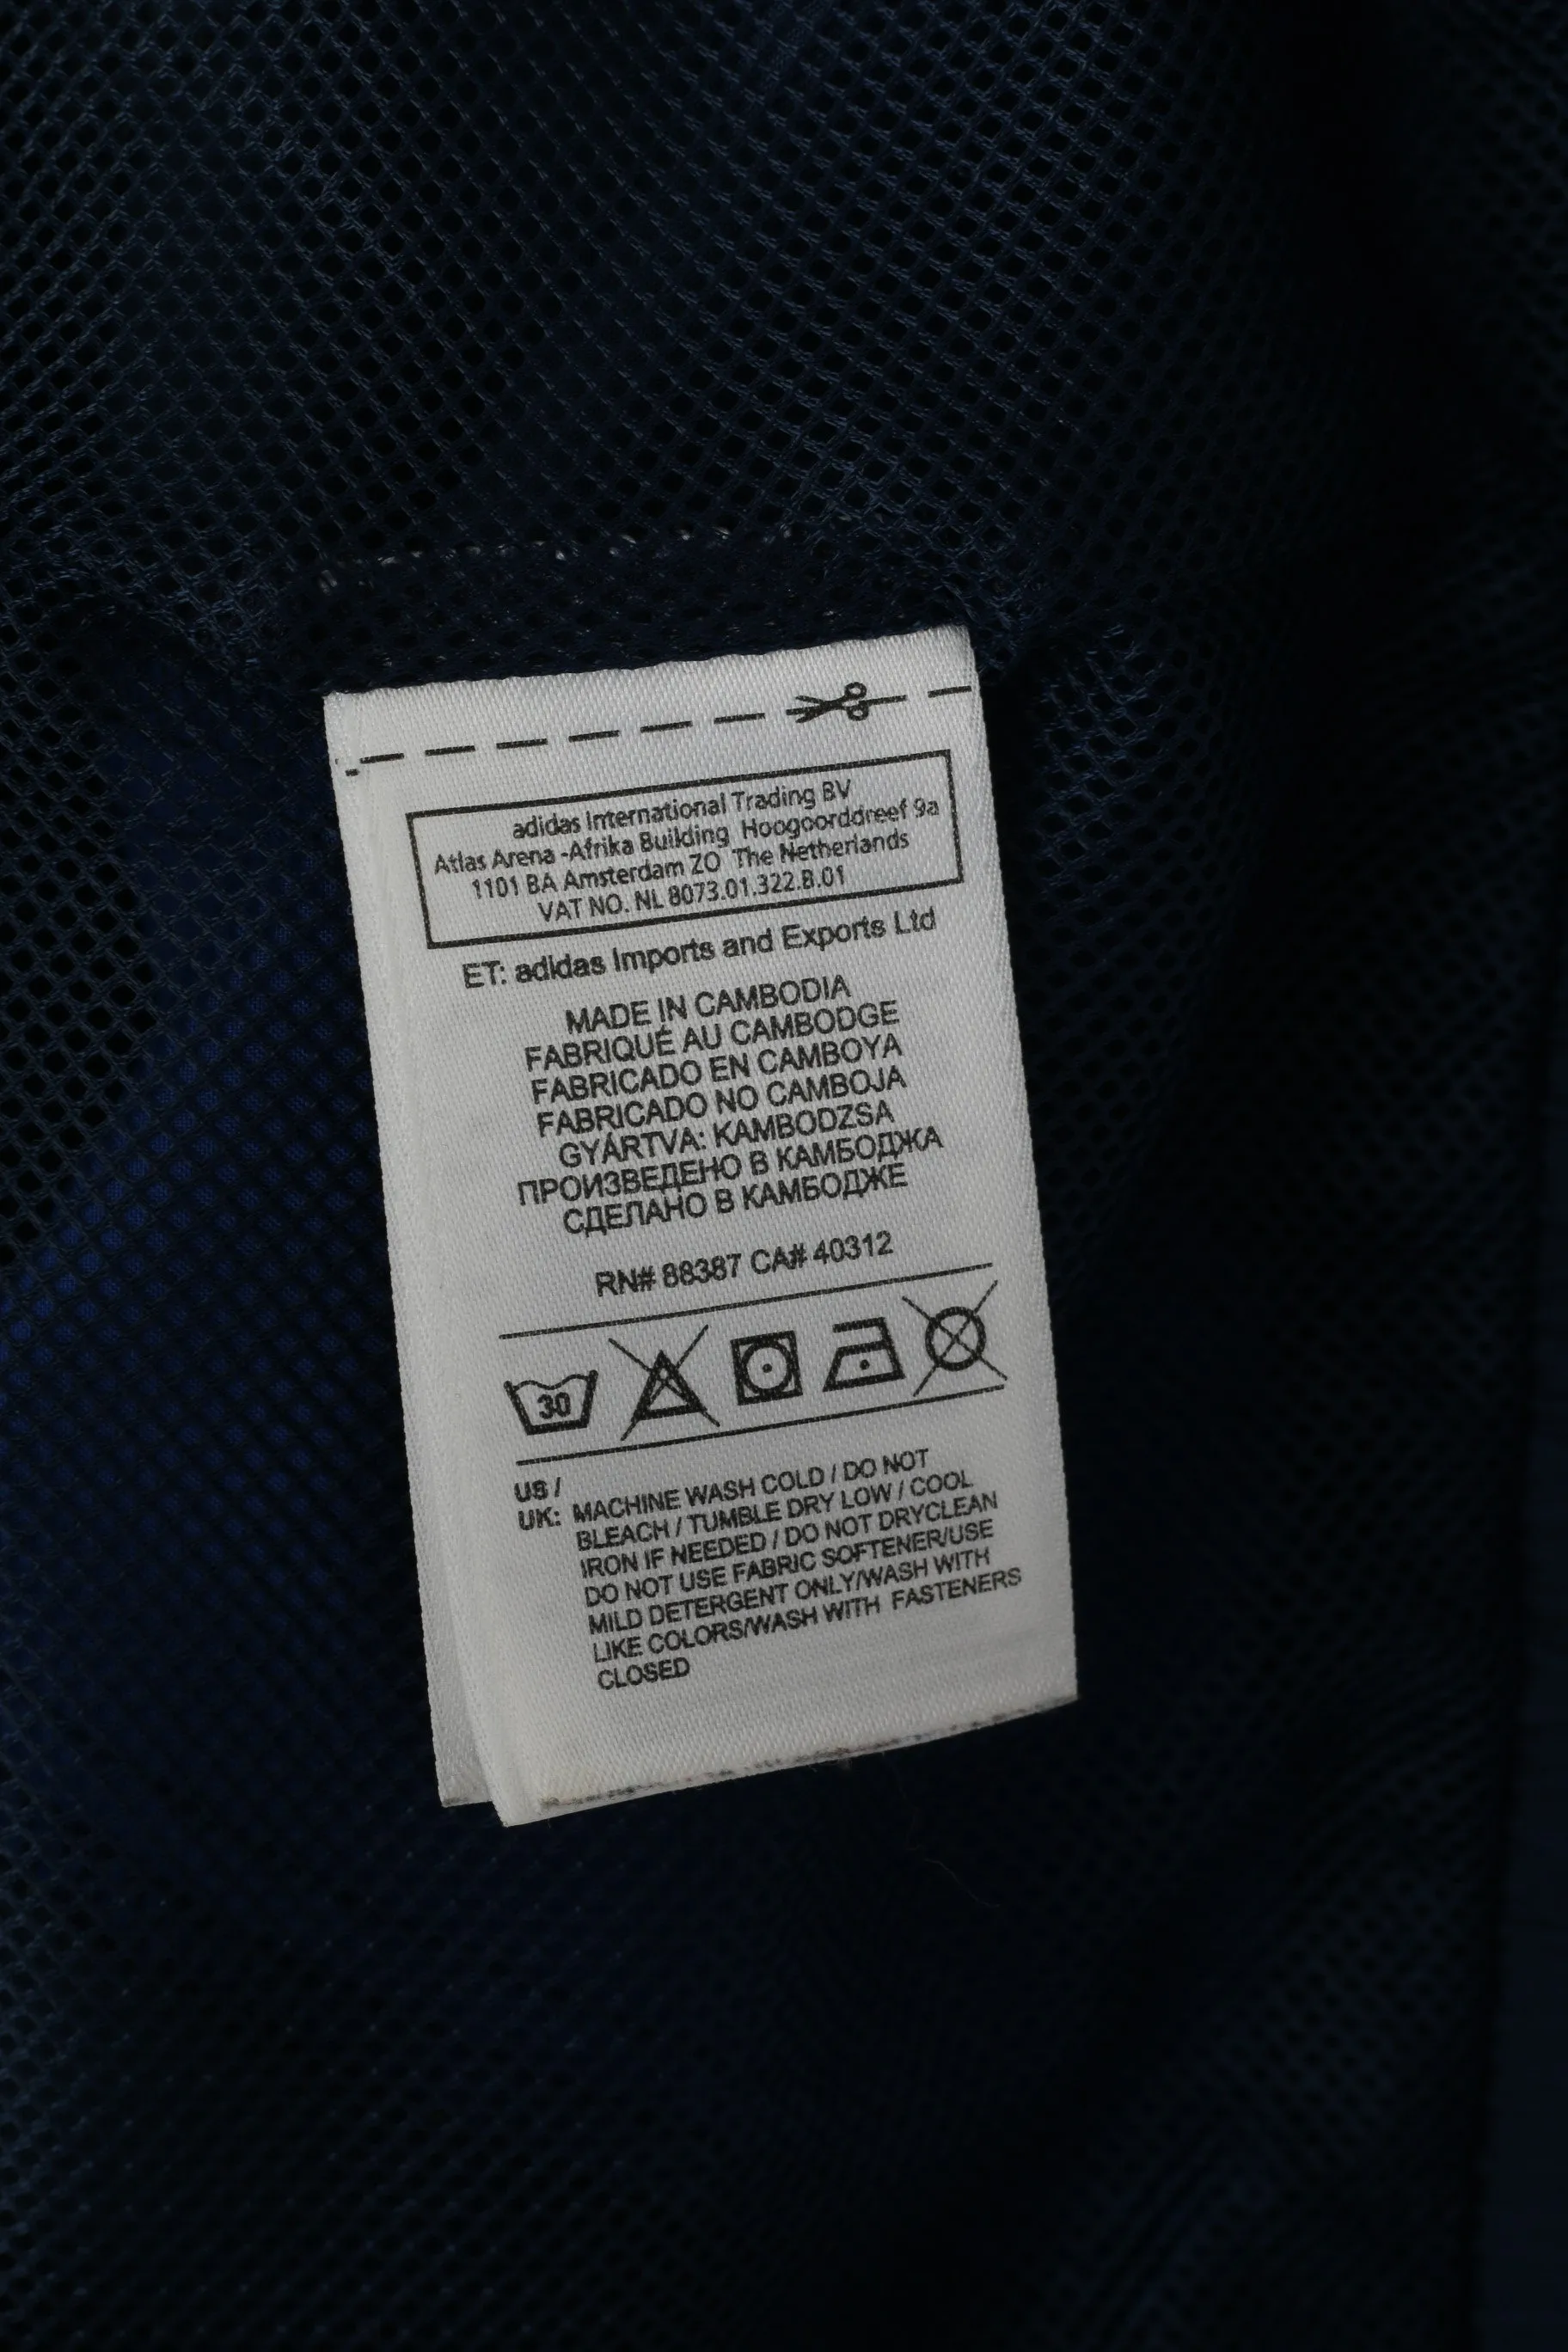 adidas International Trading BV
Atlas Arena -Afrika Building Hoogoorddreef 9a
1101 BA Amsterdam ZO The Netherlands
VAT NO. NL 8073.01.322.B.01
ET: adidas Imports and Exports Ltd
MADE IN CAMBODIA
FABRIQUÉ AU CAMBODGE
FABRICADO EN CAMBOYA
FABRICADO NO CAMBOJA
GYÁRTVA: KAMBODZSA
ПРОИЗВЕДЕНО В КАМБОДЖА
СДЕЛАНО В КАМБОДЖЕ
RN# 88387 CA# 40312
30
US /
UK: MACHINE WASH COLD / DO NOT
BLEACH / TUMBLE DRY LOW / COOL
IRON IF NEEDED / DO NOT DRYCLEAN
DO NOT USE FABRIC SOFTENER/USE
MILD DETERGENT ONLY/WASH WITH
LIKE COLORS/WASH WITH FASTENERS
CLOSED